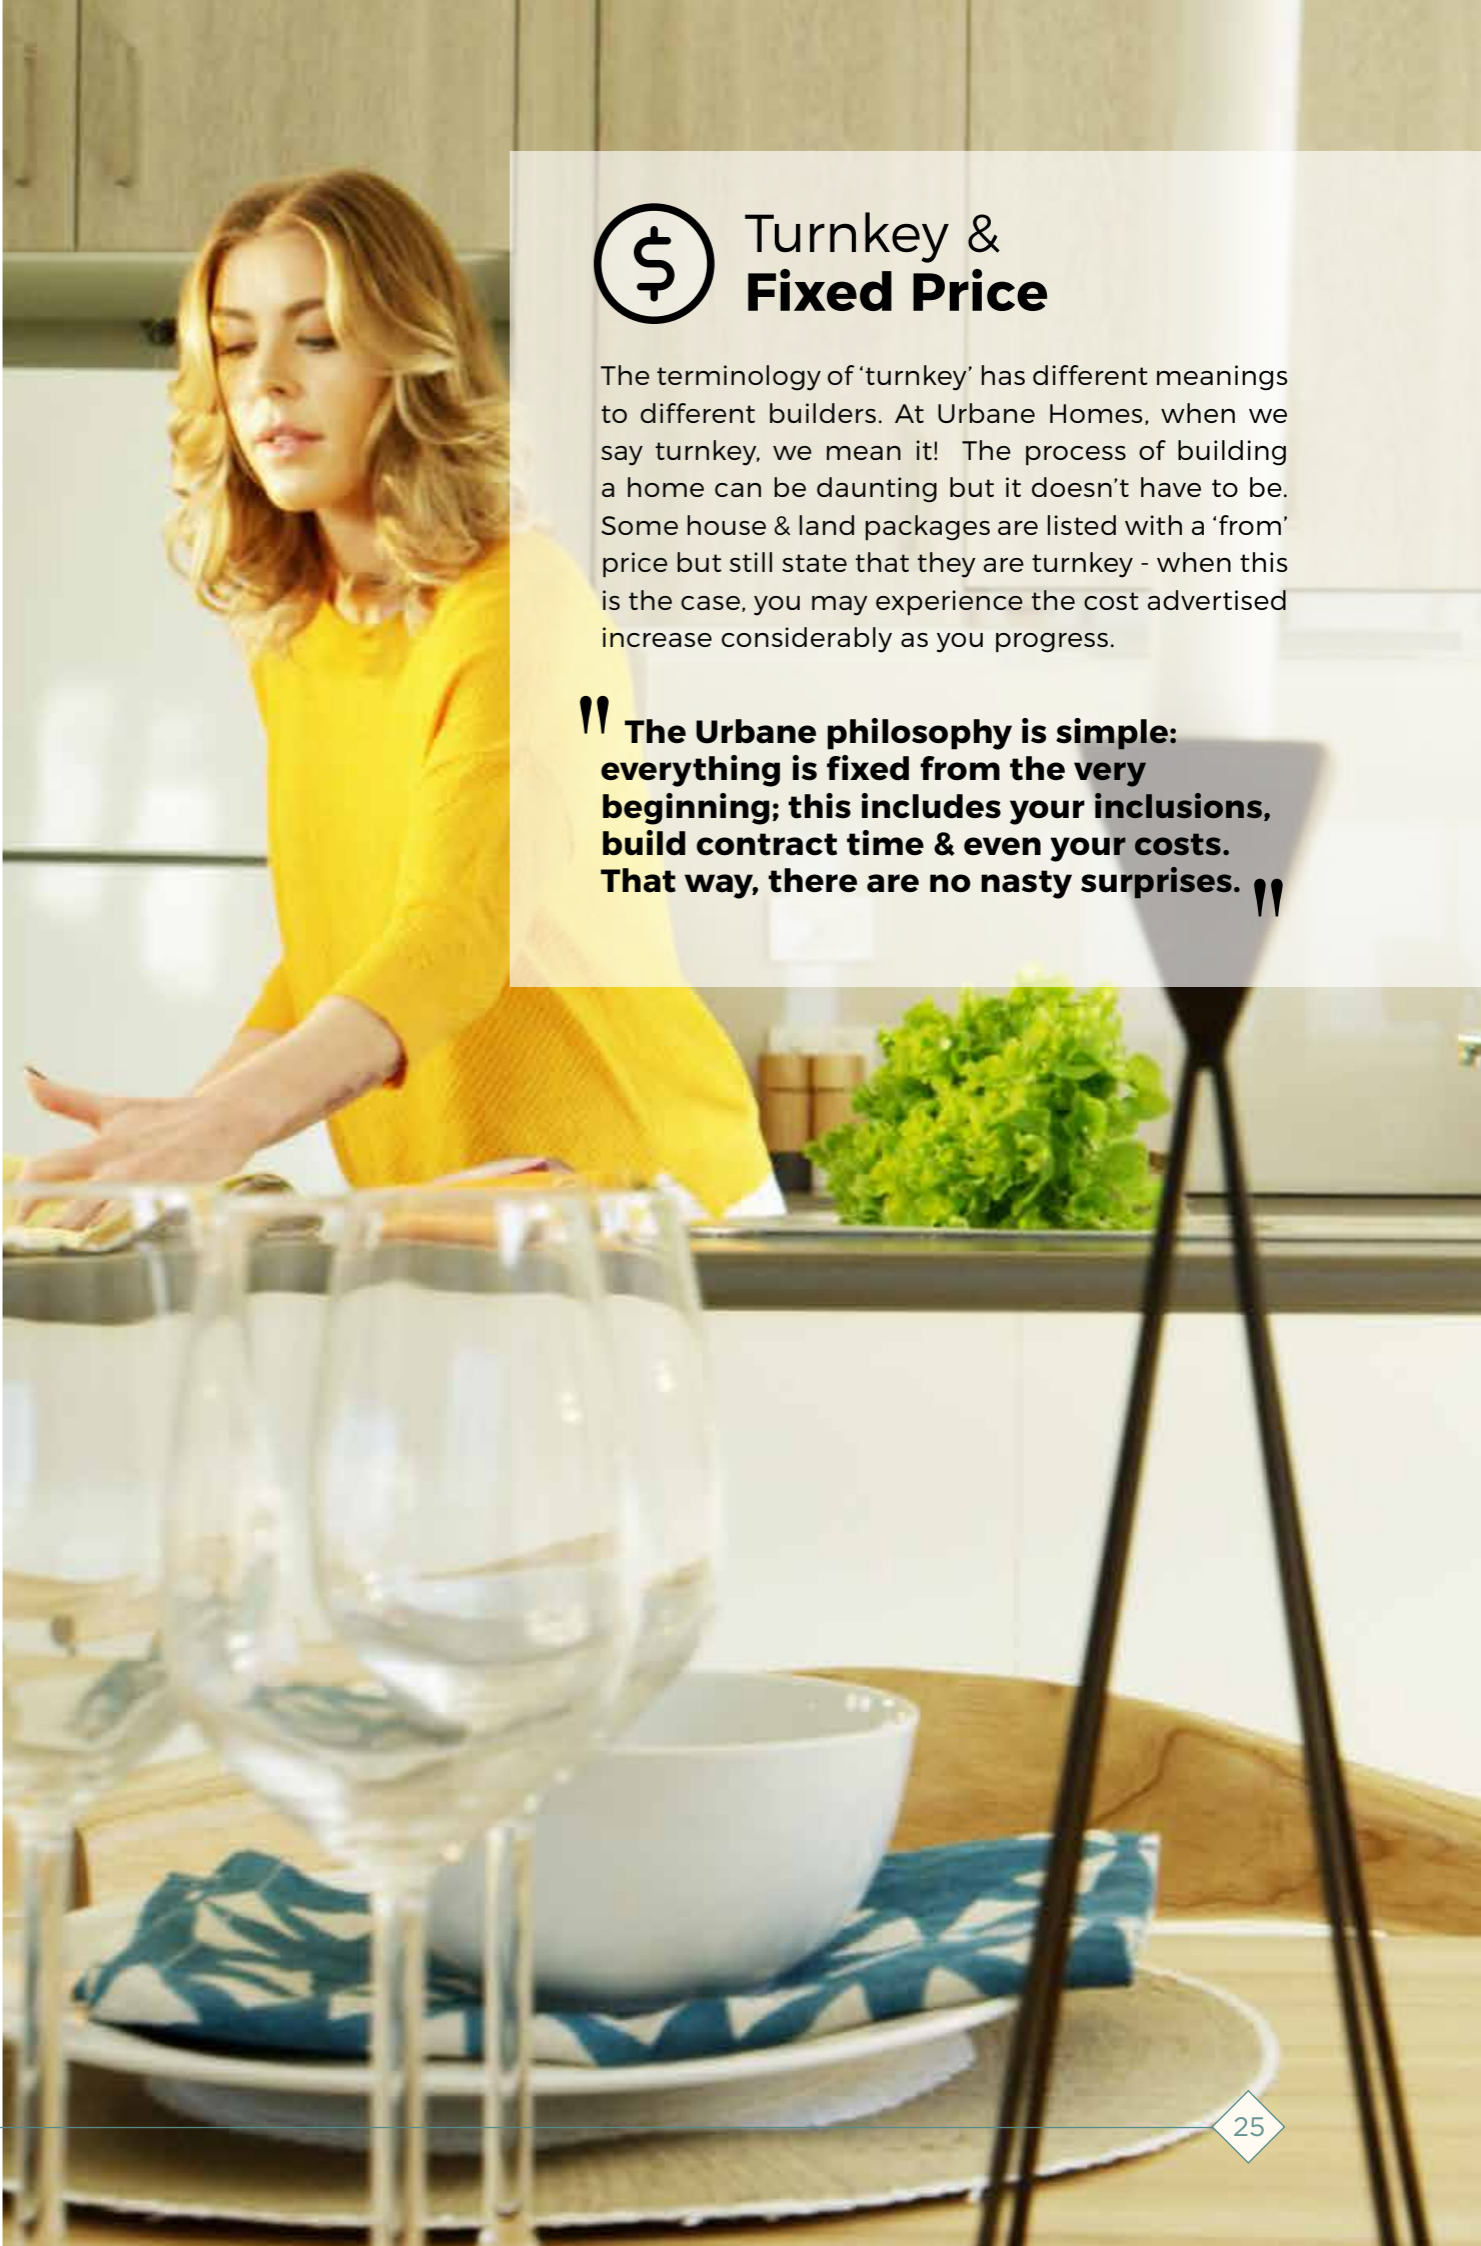 $
Turnkey &
Fixed Price
The terminology of ‘turnkey’ has different meanings
to different builders. At Urbane Homes, when we
say turnkey, we mean it! The process of building
a home can be daunting but it doesn’t have to be.
Some house & land packages are listed with a ‘from’
price but still state that they are turnkey - when this
is the case, you may experience the cost advertised
increase considerably as you progress.
" The Urbane philosophy is simple:
everything is fixed from the very
beginning; this includes your inclusions,
build contract time & even your costs.
That way, there are no nasty surprises. "
25